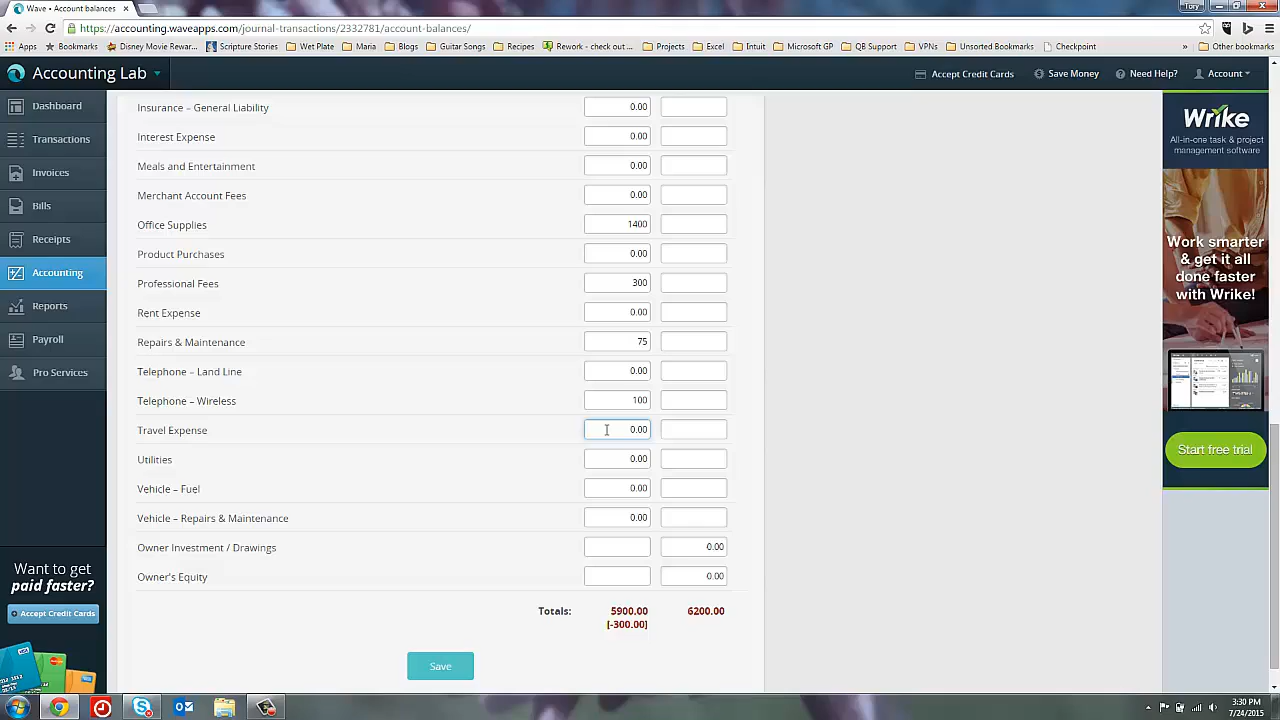 Wave ▪ Account balances
Tory
https://accounting.waveapps.com/journal-transactions/2332781/account-balances/
Apps Bookmarks Disney Movie Rewar... Scripture Stories Wet Plate Maria Blogs Guitar Songs Recipes Rework - check out ... Projects Excel Intuit Microsoft GP QB Support VPNs Unsorted Bookmarks Checkpoint » Other bookmarks
Accounting Lab
Accept Credit Cards Save Money Need Help? Account
Dashboard
Transactions
Invoices
Bills
Receipts
Accounting
Reports
Payroll
Pro Services
Want to get
paid faster?
+ Accept Credit Cards
Insurance – General Liability 0.00
Interest Expense 0.00
Meals and Entertainment 0.00
Merchant Account Fees 0.00
Office Supplies 1400
Product Purchases 0.00
Professional Fees 300
Rent Expense 0.00
Repairs & Maintenance 75
Telephone – Land Line 0.00
Telephone – Wireless 100
Travel Expense 0.00
Utilities 0.00
Vehicle – Fuel 0.00
Vehicle – Repairs & Maintenance 0.00
Owner Investment / Drawings 0.00
Owner's Equity 0.00
Totals: 5900.00 6200.00
[-300.00]
Save
Wrike
All-in-one task & project
management software
Work smarter
& get it all
done faster
with Wrike!
Start free trial
3:30 PM
7/24/2015